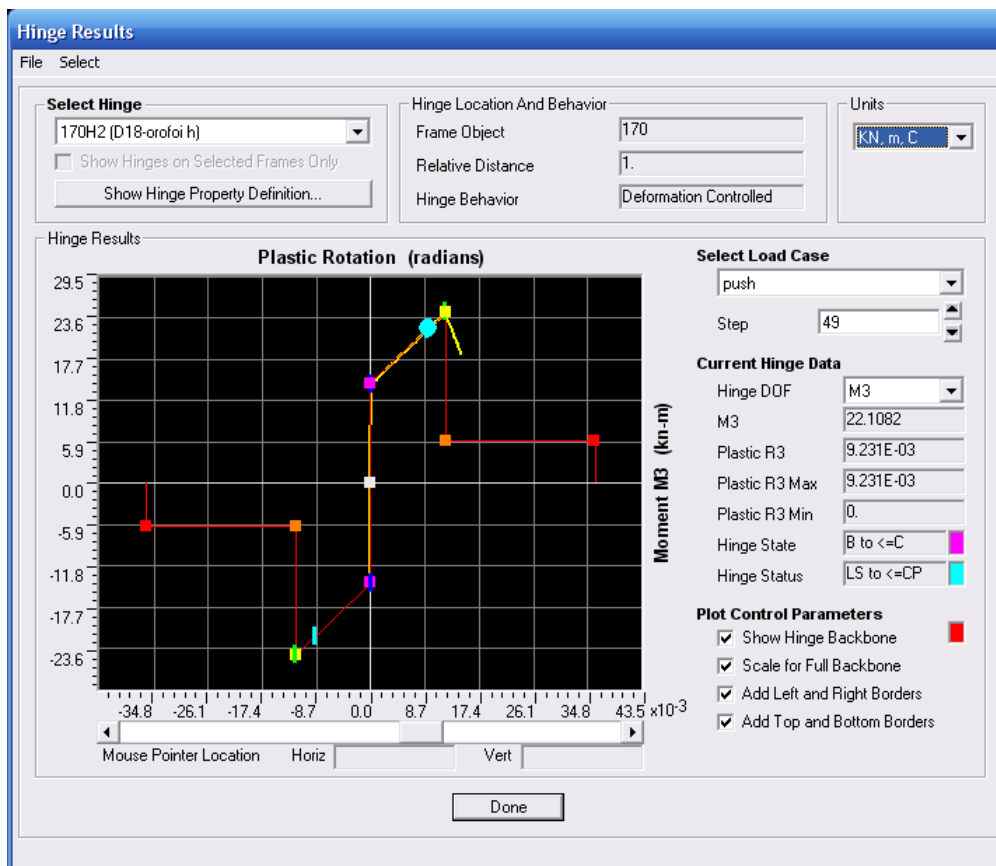 Hinge Results
File Select
Select Hinge
170H2 (D18-orofoi h)
Show Hinges on Selected Frames Only
Show Hinge Property Definition...
Hinge Location And Behavior
Frame Object 170
Relative Distance 1.
Hinge Behavior Deformation Controlled
Units
KN, m, C
Hinge Results
Plastic Rotation (radians)
29.5
23.6
17.7
11.8
5.9
0.0
-5.9
-11.8
-17.7
-23.6
-34.8 -26.1 -17.4 -8.7 0.0 8.7 17.4 26.1 34.8 43.5 x10-3
Moment M3 (kn-m)
Mouse Pointer Location Horiz Vert
Select Load Case
push
Step 49
Current Hinge Data
Hinge DOF M3
M3 22.1082
Plastic R3 9.231E-03
Plastic R3 Max 9.231E-03
Plastic R3 Min 0.
Hinge State B to <=C
Hinge Status LS to <=CP
Plot Control Parameters
Show Hinge Backbone
Scale for Full Backbone
Add Left and Right Borders
Add Top and Bottom Borders
Done